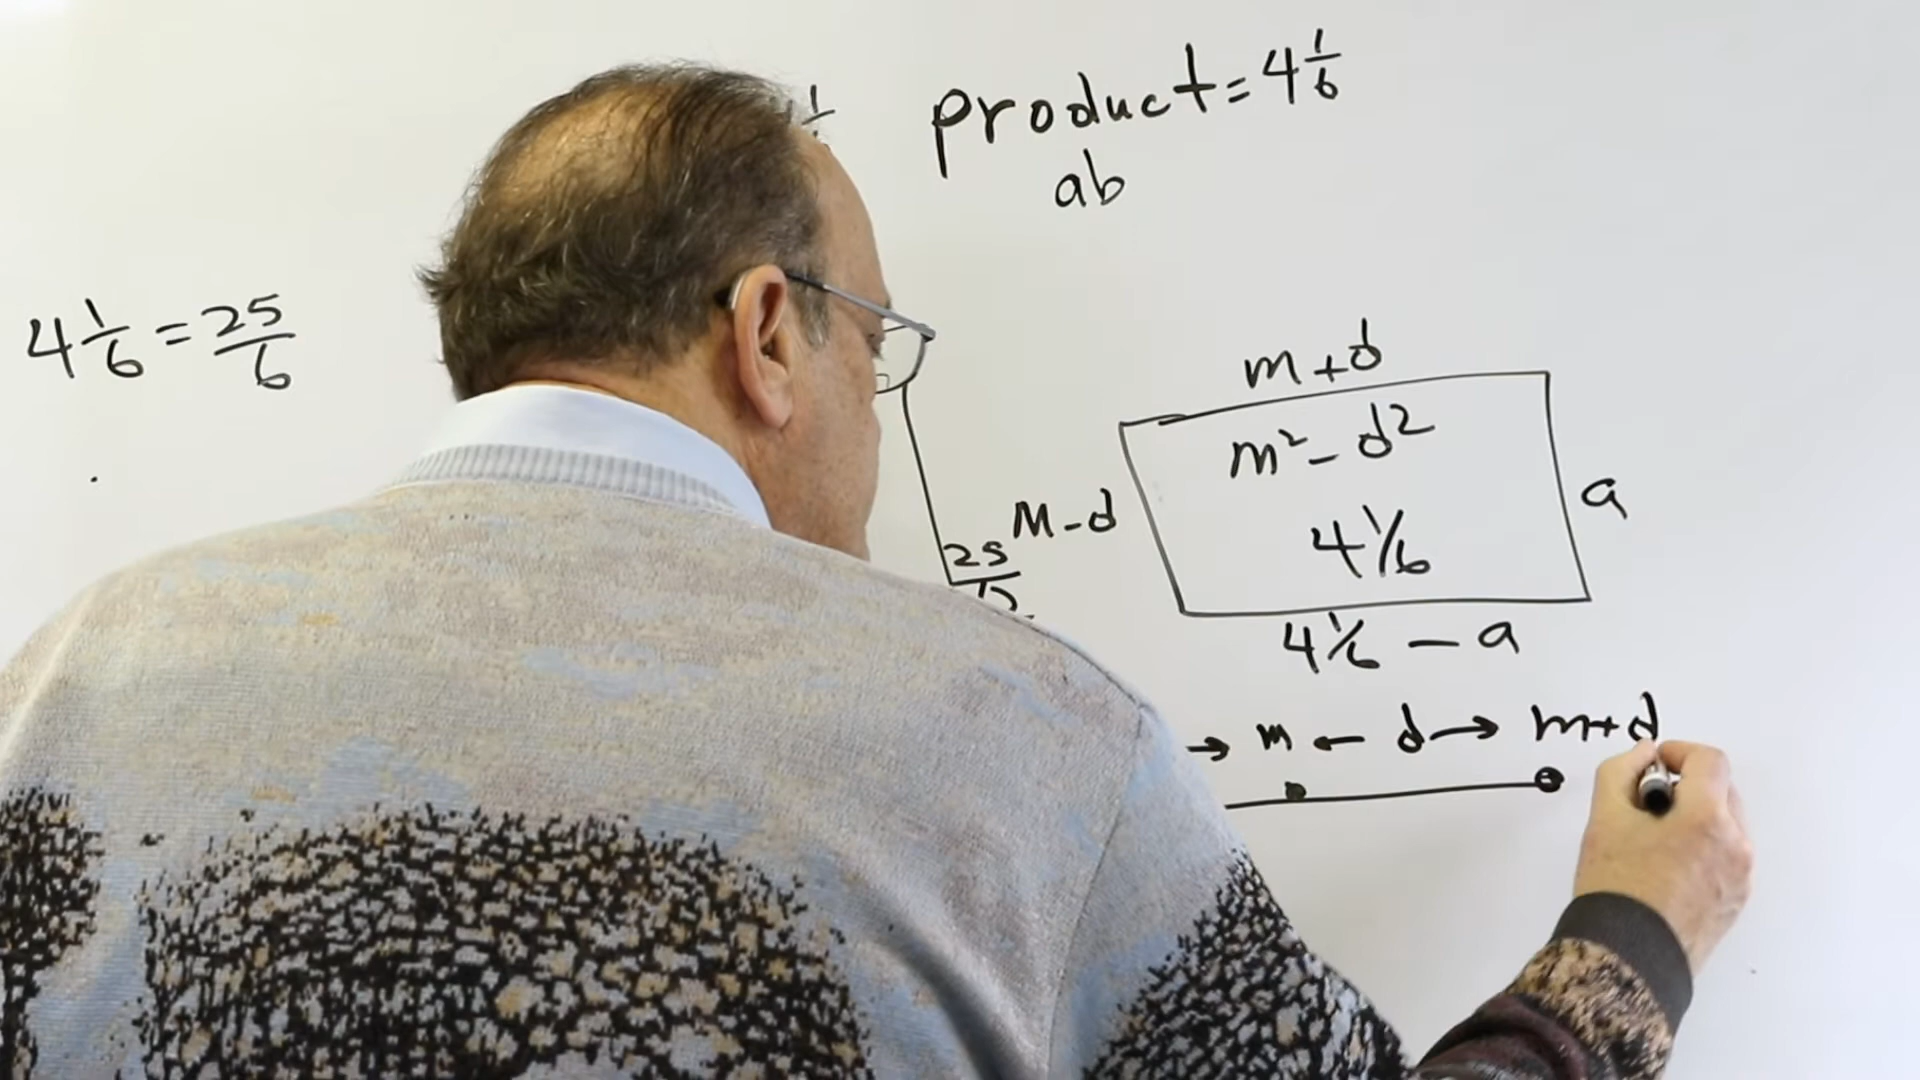 product = 4 1/6
ab
4 1/6 = 25/6
m + d
m² - d²
M - d
a
4 1/6
25
4 1/6 - a
→ m ← d → m+d